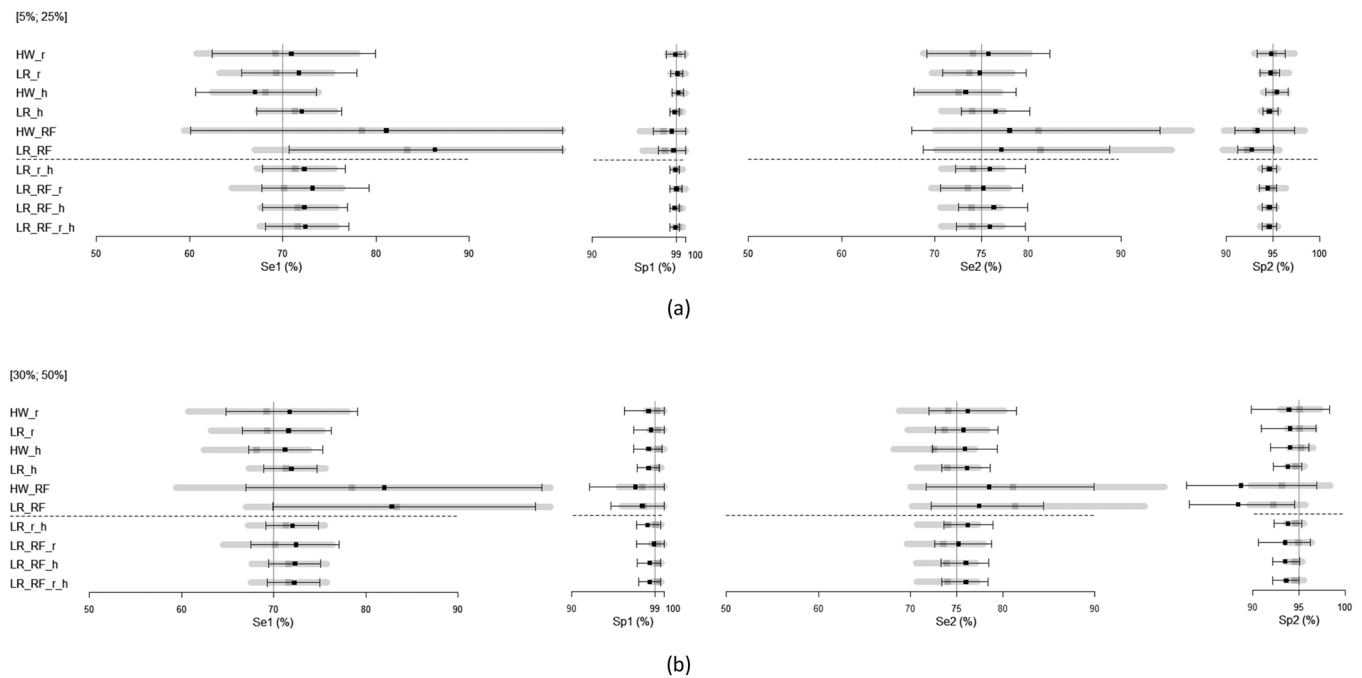 [5%; 25%]
HW_r
LR_r
HW_h
LR_h
HW_RF
LR_RF
LR_r_h
LR_RF_r
LR_RF_h
LR_RF_r_h
50 60 70 80 90 90 99 100 50 60 70 75 80 90 90 95 100
Se1 (%) Sp1 (%) Se2 (%) Sp2 (%)
(a)
[30%; 50%]
HW_r
LR_r
HW_h
LR_h
HW_RF
LR_RF
LR_r_h
LR_RF_r
LR_RF_h
LR_RF_r_h
50 60 70 80 90 90 99 100 50 60 70 75 80 90 90 95 100
Se1 (%) Sp1 (%) Se2 (%) Sp2 (%)
(b)